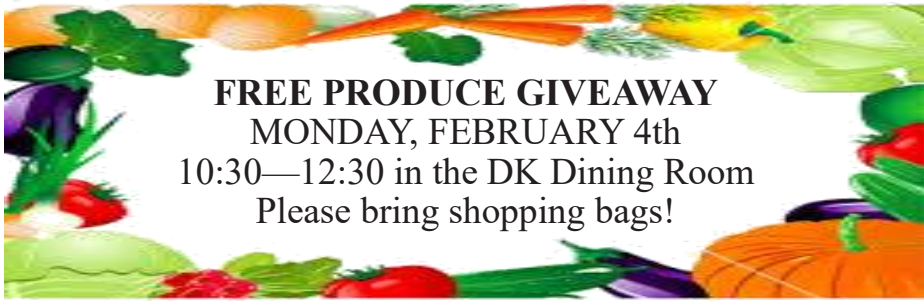 FREE PRODUCE GIVEAWAY
MONDAY, FEBRUARY 4th
10:30—12:30 in the DK Dining Room
Please bring shopping bags!